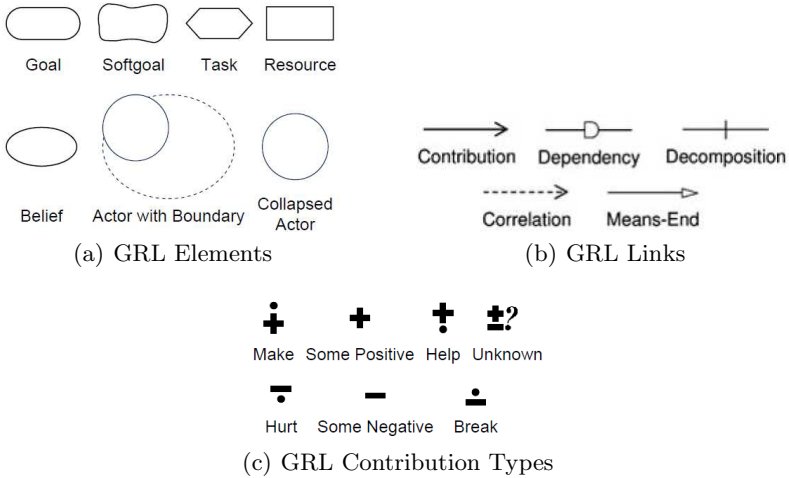 Goal Softgoal Task Resource
Belief Actor with Boundary Collapsed Actor
(a) GRL Elements
Contribution Dependency Decomposition
Correlation Means-End
(b) GRL Links
±?
Make Some Positive Help Unknown
Hurt Some Negative Break
(c) GRL Contribution Types